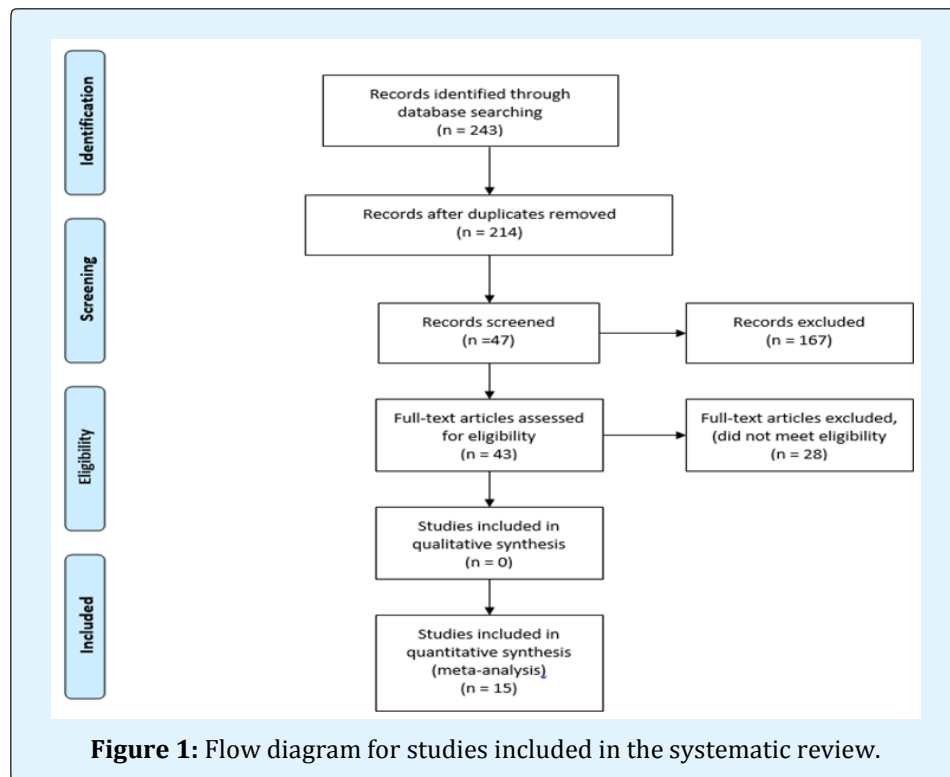 Identification
Records identified through
database searching
(n = 243)
Records after duplicates removed
(n = 214)
Screening
Records screened
(n =47)
Records excluded
(n = 167)
Eligibility
Full-text articles assessed
for eligibility
(n = 43)
Full-text articles excluded,
(did not meet eligibility
(n = 28)
Studies included in
qualitative synthesis
(n = 0)
Included
Studies included in
quantitative synthesis
(meta-analysis)
(n = 15)
Figure 1: Flow diagram for studies included in the systematic review.